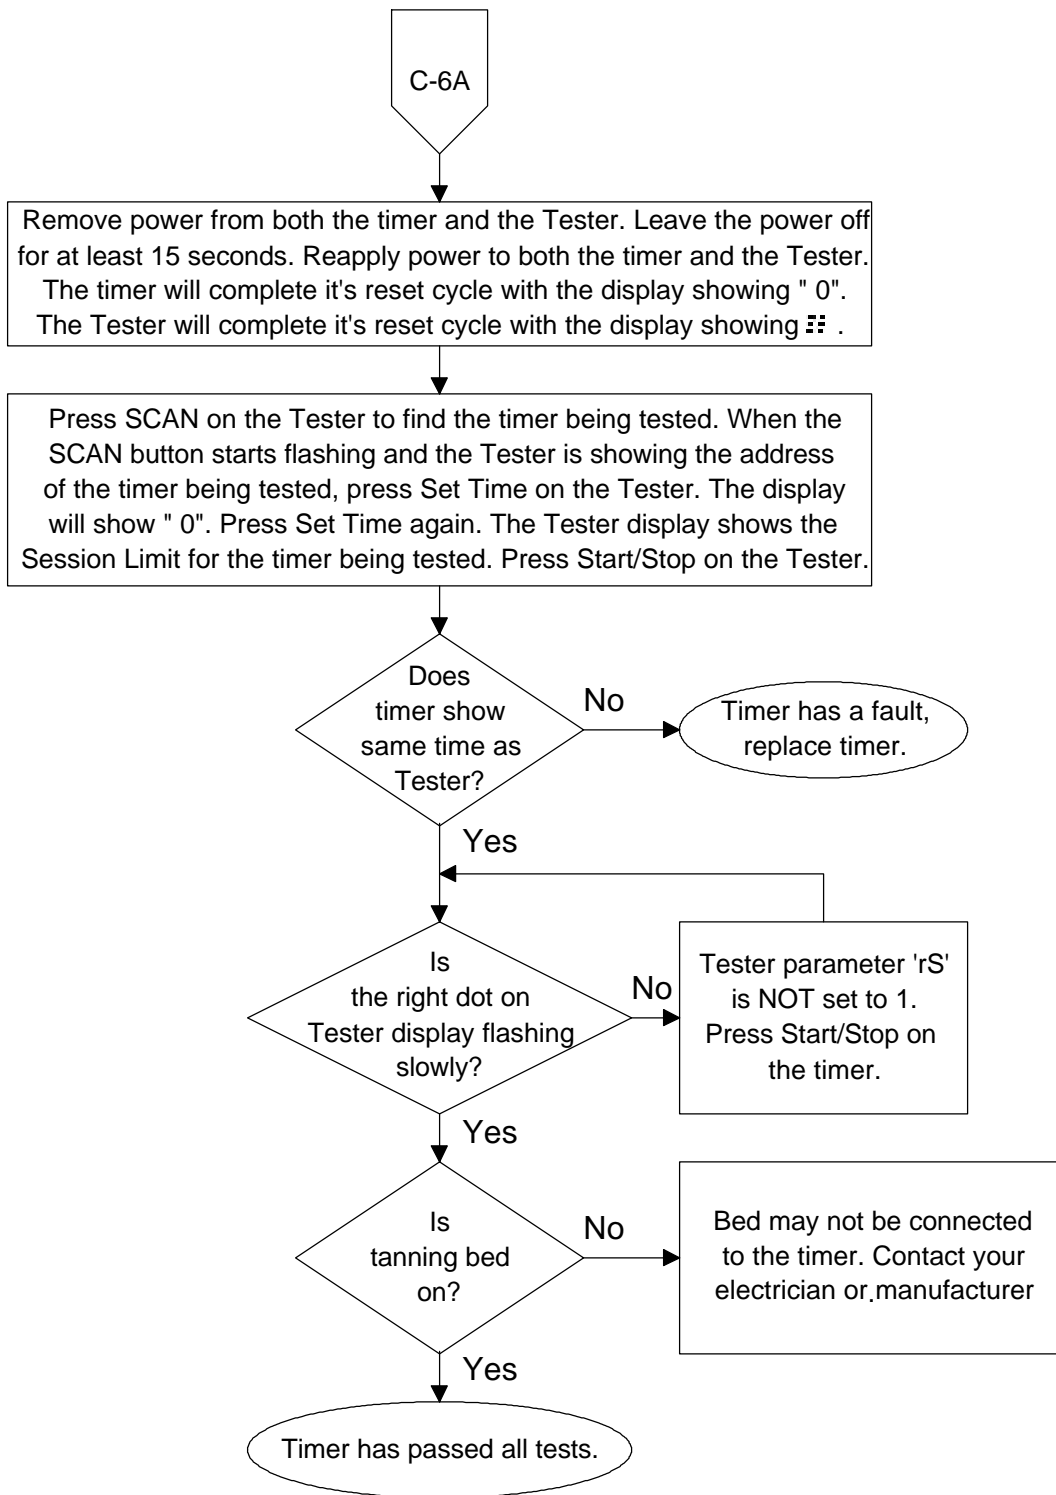 C-6A
Remove power from both the timer and the Tester. Leave the power off
for at least 15 seconds. Reapply power to both the timer and the Tester.
The timer will complete it's reset cycle with the display showing " 0".
The Tester will complete it's reset cycle with the display showing .
Press SCAN on the Tester to find the timer being tested. When the
SCAN button starts flashing and the Tester is showing the address
of the timer being tested, press Set Time on the Tester. The display
will show " 0". Press Set Time again. The Tester display shows the
Session Limit for the timer being tested. Press Start/Stop on the Tester.
Does
timer show
same time as
Tester?
No
Timer has a fault,
replace timer.
Yes
Is
the right dot on
Tester display flashing
slowly?
No
Tester parameter 'rS'
is NOT set to 1.
Press Start/Stop on
the timer.
Yes
Is
tanning bed
on?
No
Bed may not be connected
to the timer. Contact your
electrician or.manufacturer
Yes
Timer has passed all tests.